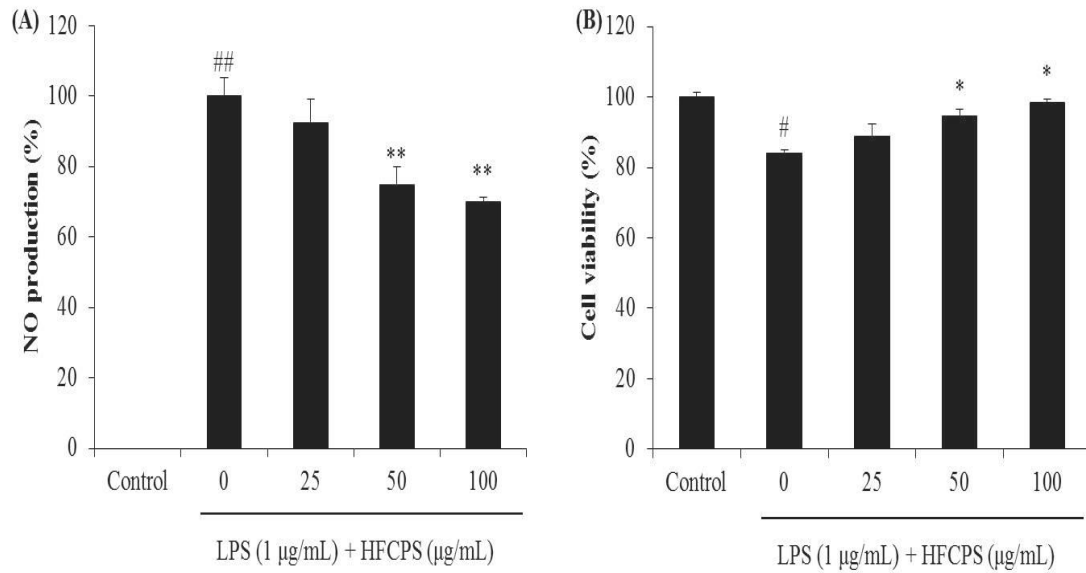 (A)
NO production (%)
120
100
80
60
40
20
0
##
**
**
Control 0 25 50 100
LPS (1 μg/mL) + HFCPS (μg/mL)
(B)
Cell viability (%)
120
100
80
60
40
20
0
#
*
*
Control 0 25 50 100
LPS (1 μg/mL) + HFCPS (μg/mL)